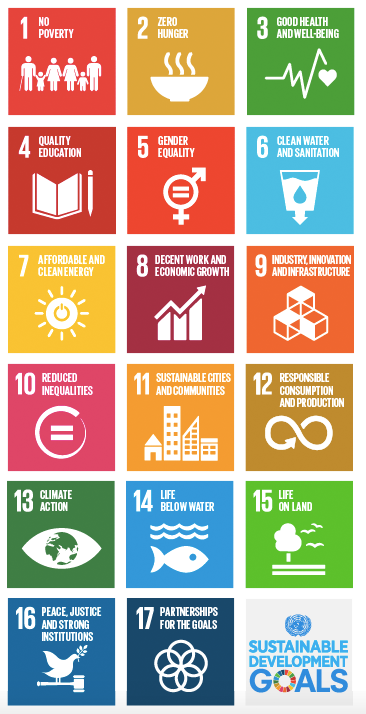 1 NO
POVERTY
2 ZERO
HUNGER
3 GOOD HEALTH
AND WELL-BEING
4 QUALITY
EDUCATION
5 GENDER
EQUALITY
6 CLEAN WATER
AND SANITATION
7 AFFORDABLE AND
CLEAN ENERGY
8 DECENT WORK AND
ECONOMIC GROWTH
9 INDUSTRY, INNOVATION
AND INFRASTRUCTURE
10 REDUCED
INEQUALITIES
11 SUSTAINABLE CITIES
AND COMMUNITIES
12 RESPONSIBLE
CONSUMPTION
AND PRODUCTION
13 CLIMATE
ACTION
14 LIFE
BELOW WATER
15 LIFE
ON LAND
16 PEACE, JUSTICE
AND STRONG
INSTITUTIONS
17 PARTNERSHIPS
FOR THE GOALS
SUSTAINABLE
DEVELOPMENT
GOALS